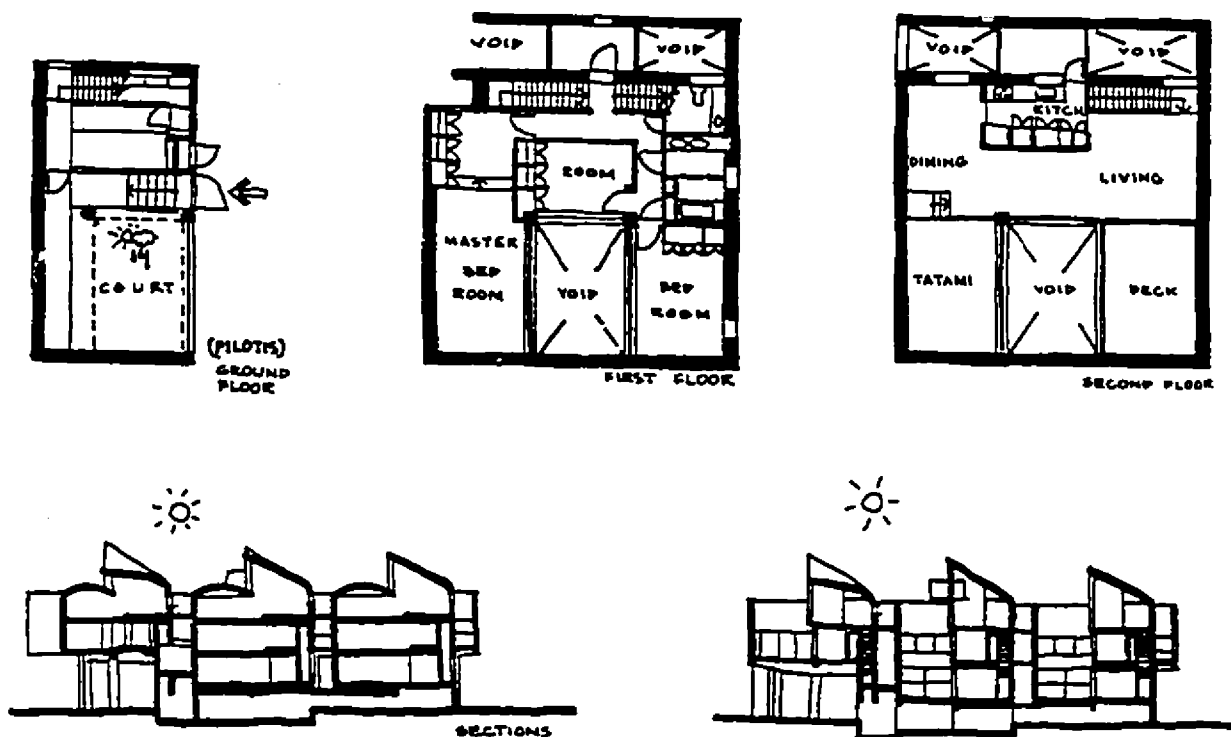 COURT
(PILOTIS)
GROUND
FLOOR
VOID
VOID
ROOM
MASTER
BED
ROOM
VOID
BED
ROOM
FIRST FLOOR
VOID
VOID
KITCH
DINING
LIVING
TATAMI
VOID
DECK
SECOND FLOOR
SECTIONS